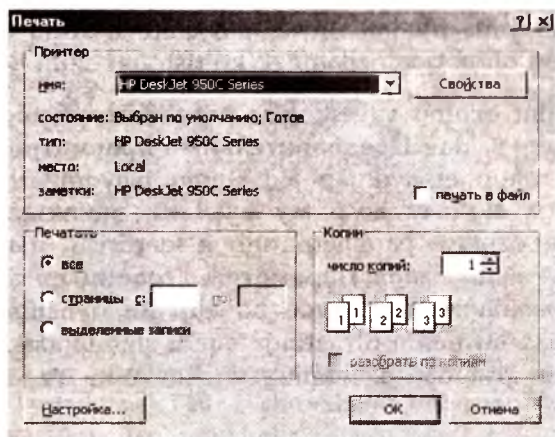 Печать
Принтер
имя: HP DeskJet 950C Series Свойства
состояние: Выбран по умолчанию; Готов
тип: HP DeskJet 950C Series
место: Local
заметки: HP DeskJet 950C Series печать в файл
Печатать
все
страницы с: по:
выделенные записи
Копии
число копий: 1
1 1 2 2 3 3
разобрать по копиям
Настройка... ОК Отмена